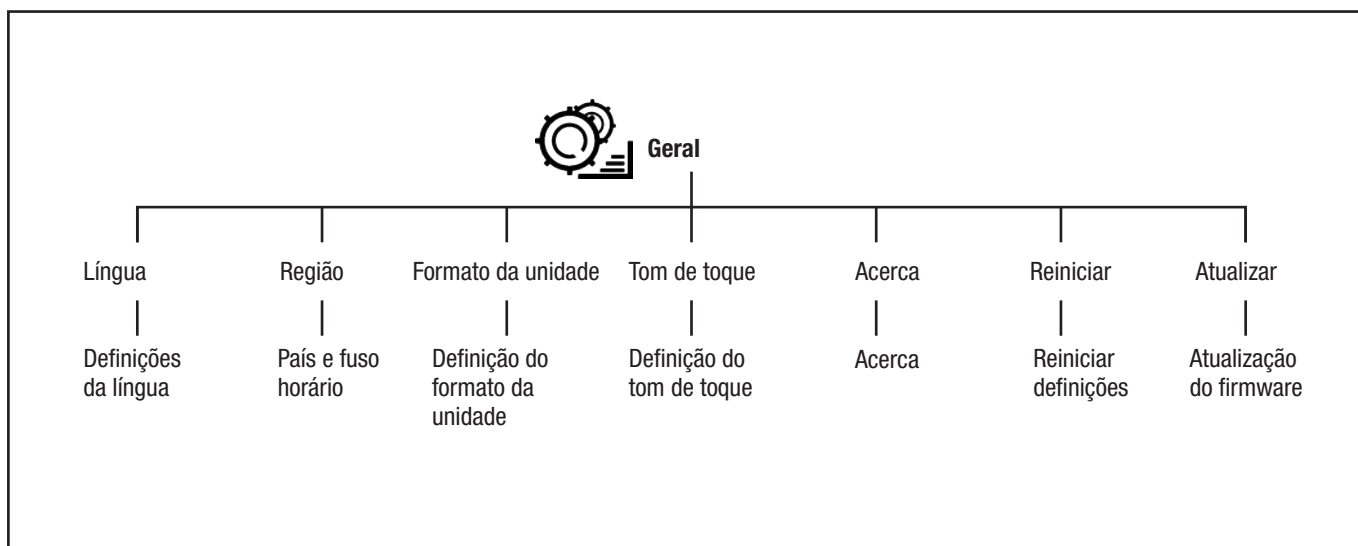 Geral
Língua
Região
Formato da unidade
Tom de toque
Acerca
Reiniciar
Atualizar
Definições
da língua
País e fuso
horário
Definição do
formato da
unidade
Definição do
tom de toque
Acerca
Reiniciar
definições
Atualização
do firmware